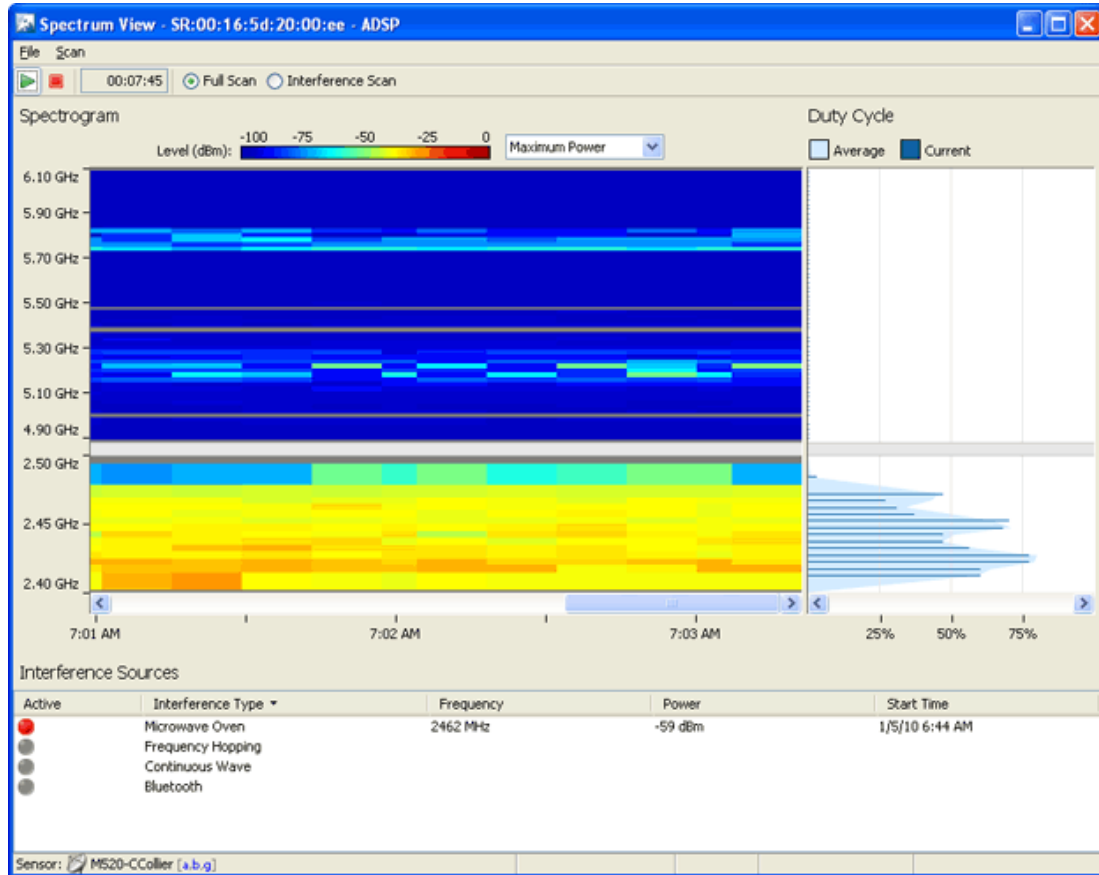 Spectrum View - SR:00:16:5d:20:00:ee - ADSP
File Scan
00:07:45 Full Scan Interference Scan
Spectrogram
Duty Cycle
Level (dBm): -100 -75 -50 -25 0 Maximum Power
Average Current
6.10 GHz
5.90 GHz
5.70 GHz
5.50 GHz
5.30 GHz
5.10 GHz
4.90 GHz
2.50 GHz
2.45 GHz
2.40 GHz
7:01 AM 7:02 AM 7:03 AM 25% 50% 75%
Interference Sources
Active Interference Type Frequency Power Start Time
Microwave Oven 2462 MHz -59 dBm 1/5/10 6:44 AM
Frequency Hopping
Continuous Wave
Bluetooth
Sensor: M520-CCollier [a,b,g]